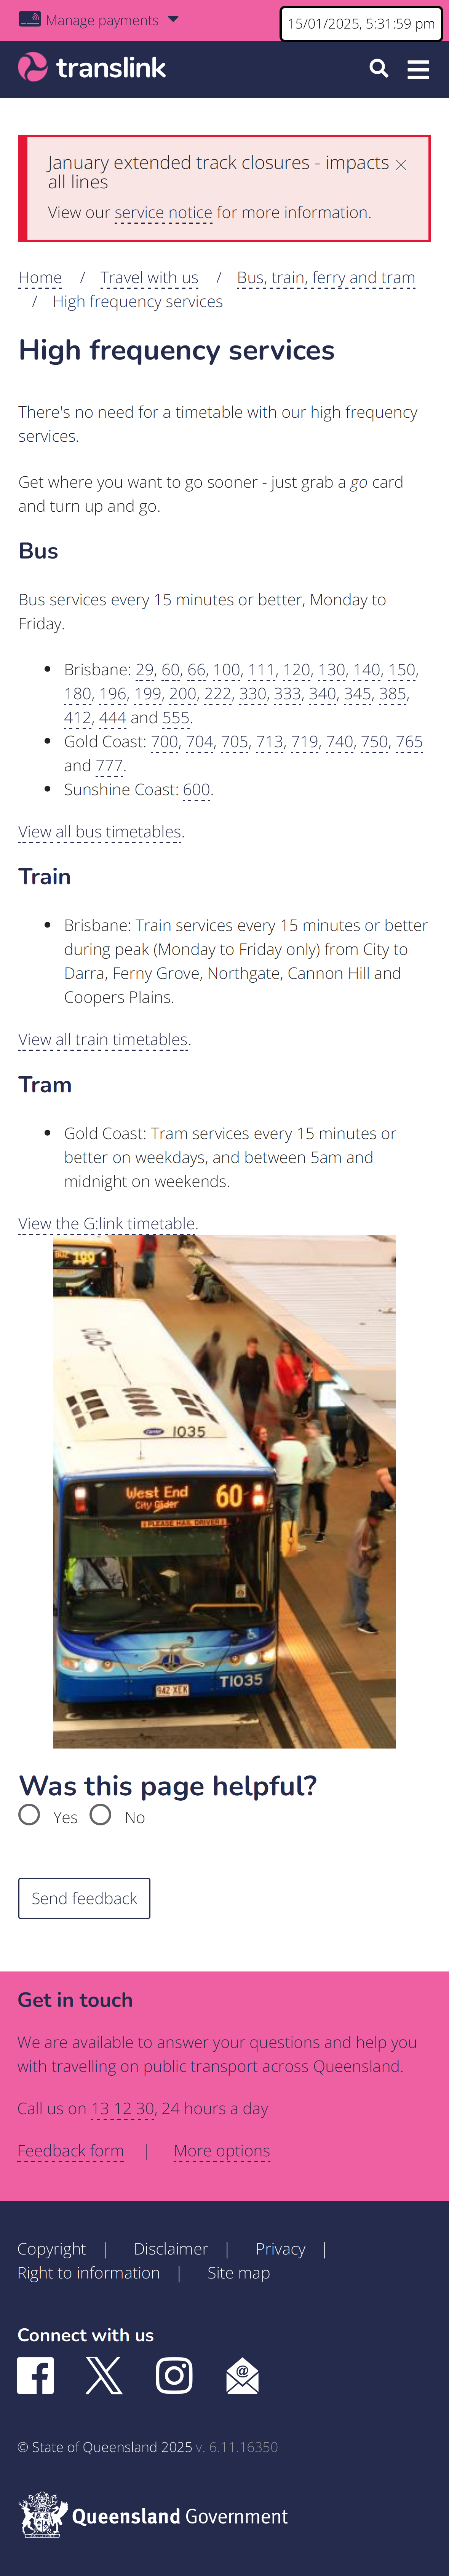 Manage payments
15/01/2025, 5:31:59 pm
translink
January extended track closures - impacts
all lines
View our service notice for more information.
Home / Travel with us / Bus, train, ferry and tram
/ High frequency services
High frequency services
There's no need for a timetable with our high frequency
services.
Get where you want to go sooner - just grab a go card
and turn up and go.
Bus
Bus services every 15 minutes or better, Monday to
Friday.
• Brisbane: 29, 60, 66, 100, 111, 120, 130, 140, 150,
180, 196, 199, 200, 222, 330, 333, 340, 345, 385,
412, 444 and 555.
• Gold Coast: 700, 704, 705, 713, 719, 740, 750, 765
and 777.
• Sunshine Coast: 600.
View all bus timetables.
Train
• Brisbane: Train services every 15 minutes or better
during peak (Monday to Friday only) from City to
Darra, Ferny Grove, Northgate, Cannon Hill and
Coopers Plains.
View all train timetables.
Tram
• Gold Coast: Tram services every 15 minutes or
better on weekdays, and between 5am and
midnight on weekends.
View the G:link timetable.
199
1035
West End 60
City Glider
PLEASE HAIL DRIVER
T1035
942·XEK
Was this page helpful?
Yes No
Send feedback
Get in touch
We are available to answer your questions and help you
with travelling on public transport across Queensland.
Call us on 13 12 30, 24 hours a day
Feedback form | More options
Copyright | Disclaimer | Privacy |
Right to information | Site map
Connect with us
© State of Queensland 2025 v. 6.11.16350
Queensland Government